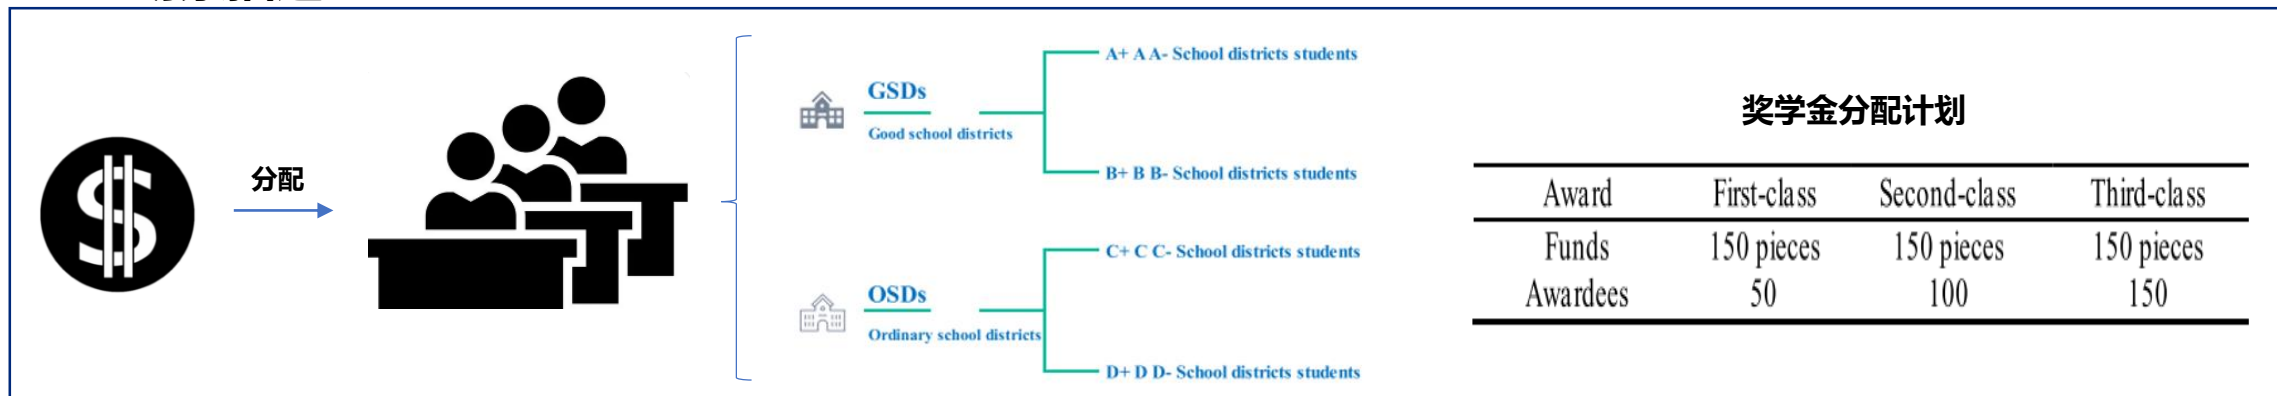 分配
GSDs
Good school districts
A+ A A- School districts students
B+ B B- School districts students
OSDs
Ordinary school districts
C+ C C- School districts students
D+ D D- School districts students
奖学金分配计划
Award First-class Second-class Third-class
Funds 150 pieces 150 pieces 150 pieces
Awardees 50 100 150